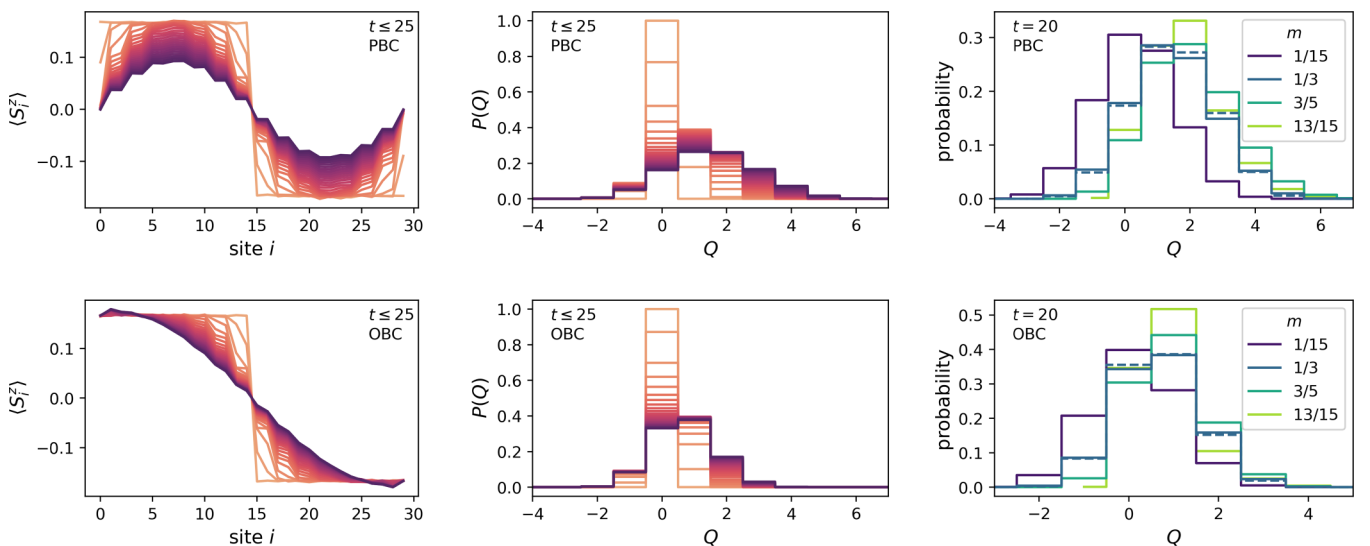 t ≤ 25
PBC
0.1
0.0
−0.1
⟨S_i^z⟩
0 5 10 15 20 25 30
site i
t ≤ 25
PBC
1.0
0.8
0.6
0.4
0.2
0.0
P(Q)
−4 −2 0 2 4 6
Q
t = 20
PBC
m
1/15
1/3
3/5
13/15
0.3
0.2
0.1
0.0
probability
−4 −2 0 2 4 6
Q
t ≤ 25
OBC
0.1
0.0
−0.1
⟨S_i^z⟩
0 5 10 15 20 25 30
site i
t ≤ 25
OBC
1.0
0.8
0.6
0.4
0.2
0.0
P(Q)
−4 −2 0 2 4 6
Q
t = 20
OBC
m
1/15
1/3
3/5
13/15
0.5
0.4
0.3
0.2
0.1
0.0
probability
−2 0 2 4
Q